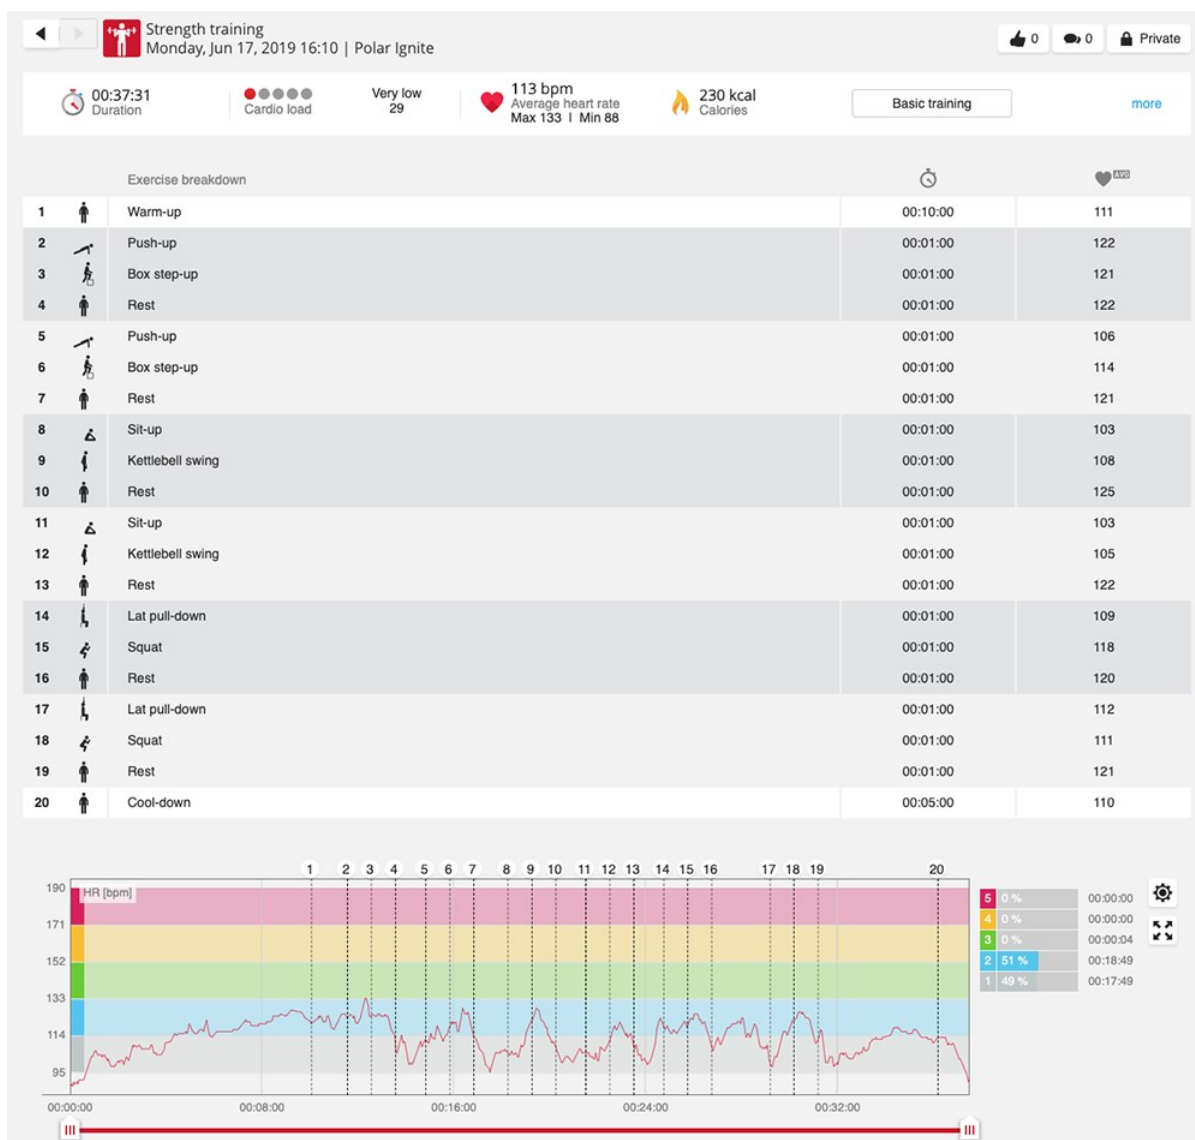 Strength training
Monday, Jun 17, 2019 16:10 | Polar Ignite
0 0 Private
00:37:31
Duration
Cardio load
Very low
29
113 bpm
Average heart rate
Max 133 | Min 88
230 kcal
Calories
Basic training
more
Exercise breakdown AVG
1 Warm-up 00:10:00 111
2 Push-up 00:01:00 122
3 Box step-up 00:01:00 121
4 Rest 00:01:00 122
5 Push-up 00:01:00 106
6 Box step-up 00:01:00 114
7 Rest 00:01:00 121
8 Sit-up 00:01:00 103
9 Kettlebell swing 00:01:00 108
10 Rest 00:01:00 125
11 Sit-up 00:01:00 103
12 Kettlebell swing 00:01:00 105
13 Rest 00:01:00 122
14 Lat pull-down 00:01:00 109
15 Squat 00:01:00 118
16 Rest 00:01:00 120
17 Lat pull-down 00:01:00 112
18 Squat 00:01:00 111
19 Rest 00:01:00 121
20 Cool-down 00:05:00 110
1 2 3 4 5 6 7 8 9 10 11 12 13 14 15 16 17 18 19 20
HR [bpm]
190
171
152
133
114
95
00:00:00 00:08:00 00:16:00 00:24:00 00:32:00
5 0 % 00:00:00
4 0 % 00:00:00
3 0 % 00:00:04
2 51 % 00:18:49
1 49 % 00:17:49